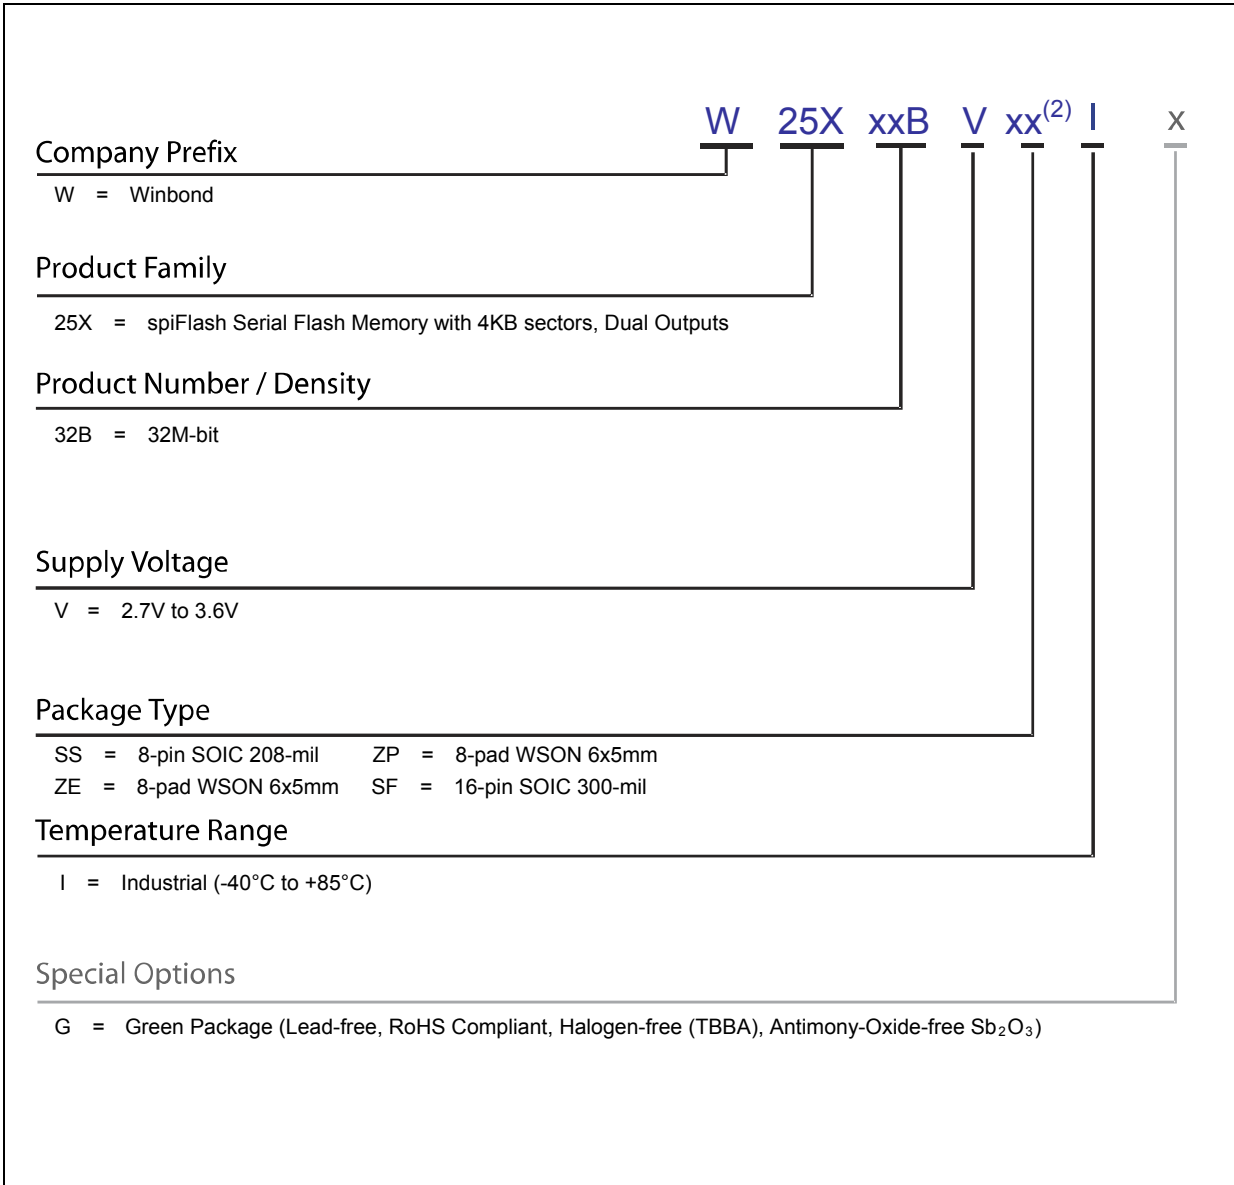 W 25X xxB V xx(2) I x
Company Prefix
W = Winbond
Product Family
25X = spiFlash Serial Flash Memory with 4KB sectors, Dual Outputs
Product Number / Density
32B = 32M-bit
Supply Voltage
V = 2.7V to 3.6V
Package Type
SS = 8-pin SOIC 208-mil ZP = 8-pad WSON 6x5mm
ZE = 8-pad WSON 6x5mm SF = 16-pin SOIC 300-mil
Temperature Range
I = Industrial (-40°C to +85°C)
Special Options
G = Green Package (Lead-free, RoHS Compliant, Halogen-free (TBBA), Antimony-Oxide-free Sb₂O₃)